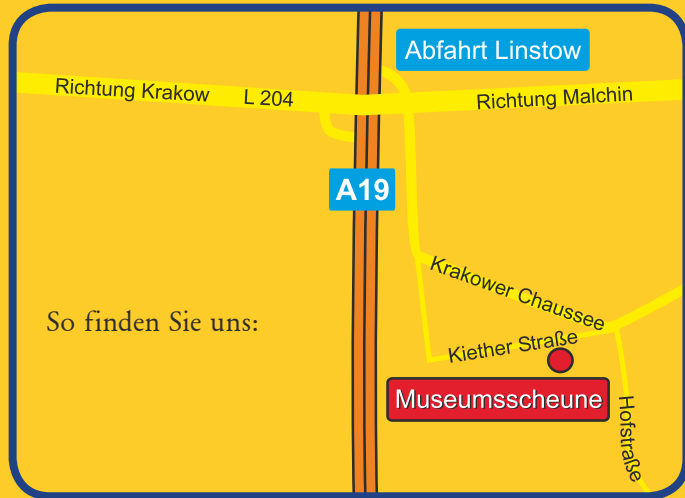 Abfahrt Linstow
Richtung Krakow L 204
Richtung Malchin
A19
Krakower Chaussee
So finden Sie uns:
Kiether Straße
Museumsscheune
Hofstraße